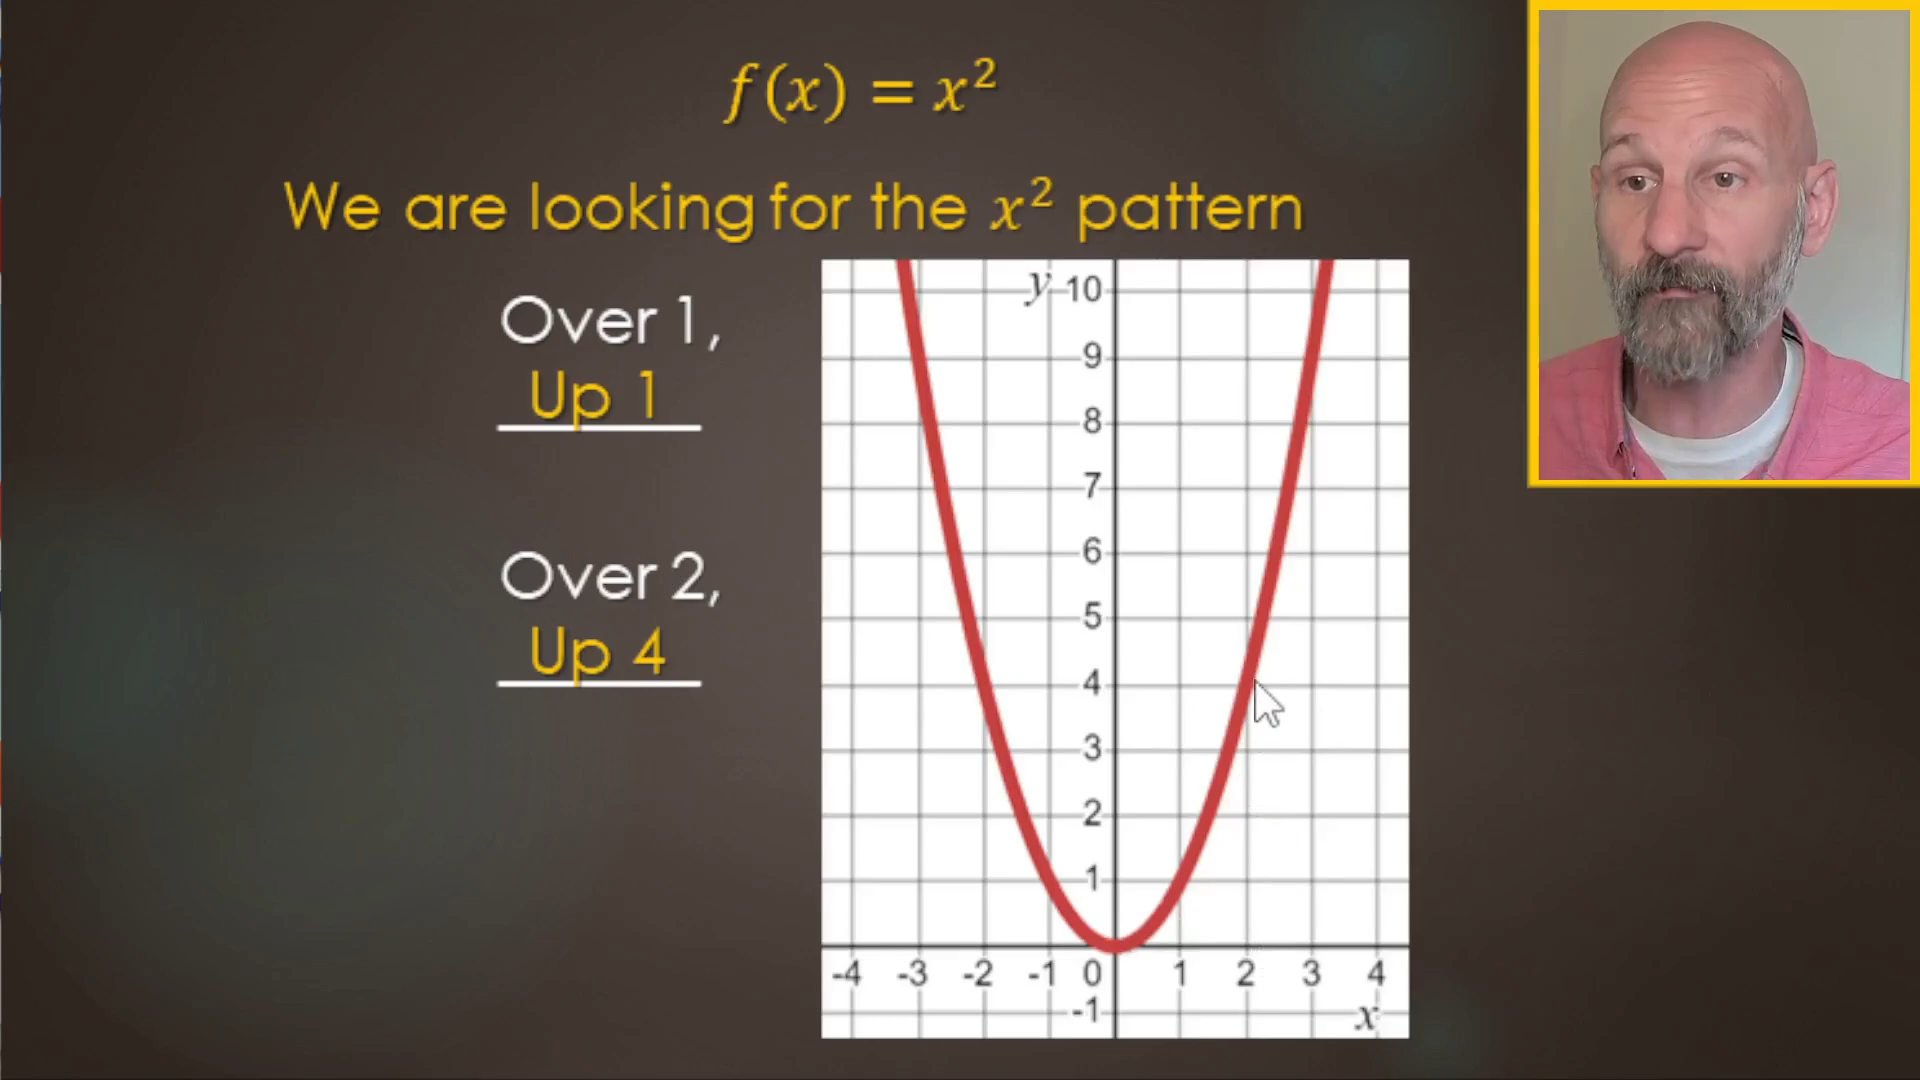 f(x) = x²
We are looking for the x² pattern
Over 1,
Up 1
Over 2,
Up 4
y
10
9
8
7
6
5
4
3
2
1
-4 -3 -2 -1 0 1 2 3 4
-1
x